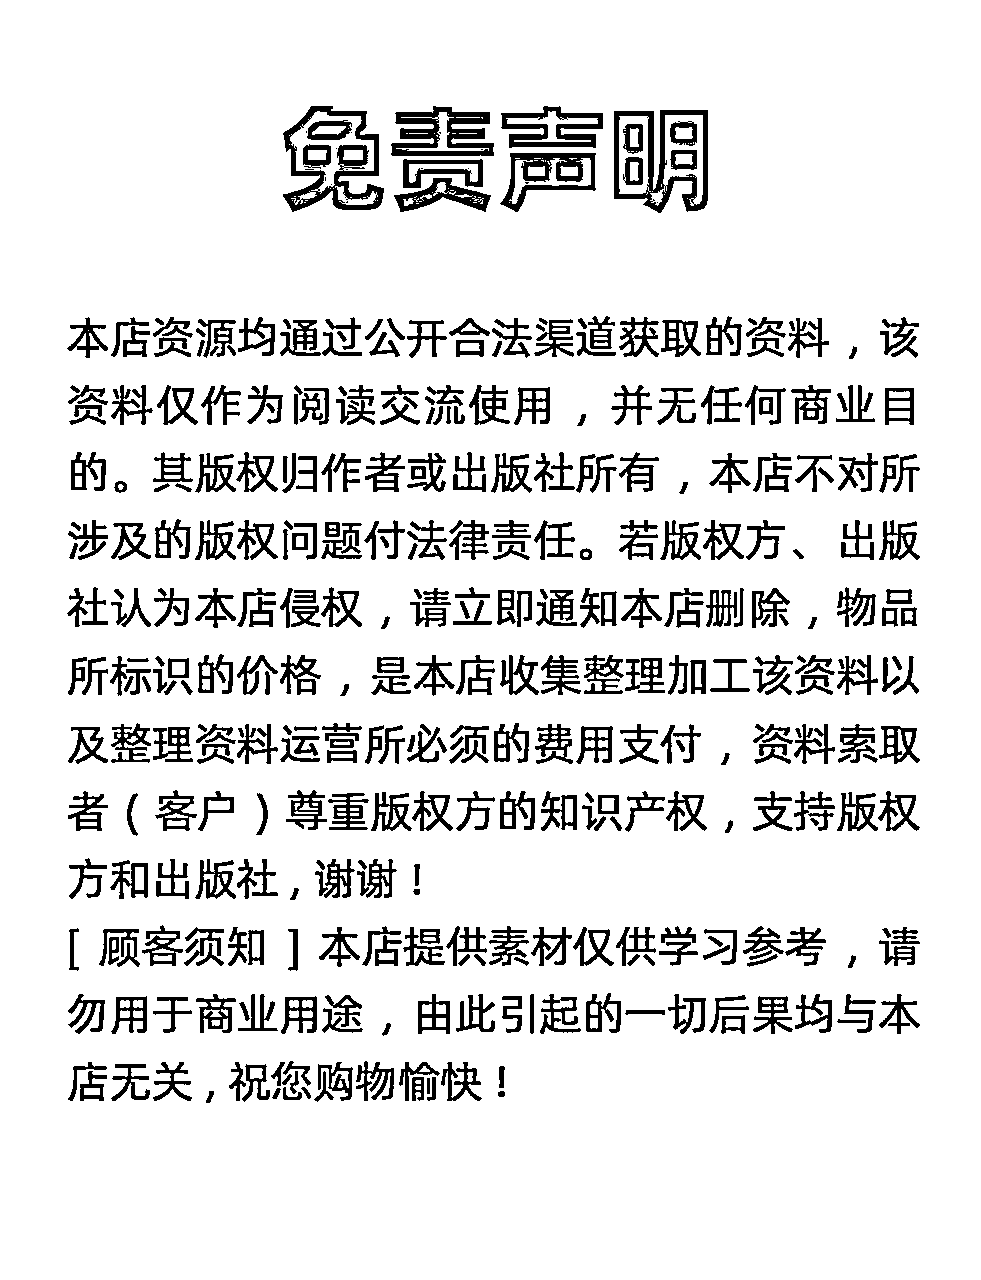 免责声明
本店资源均通过公开合法渠道获取的资料，该
资料仅作为阅读交流使用，并无任何商业目
的。其版权归作者或出版社所有，本店不对所
涉及的版权问题付法律责任。若版权方、出版
社认为本店侵权，请立即通知本店删除，物品
所标识的价格，是本店收集整理加工该资料以
及整理资料运营所必须的费用支付，资料索取
者（客户）尊重版权方的知识产权，支持版权
方和出版社，谢谢！
[ 顾客须知 ] 本店提供素材仅供学习参考，请
勿用于商业用途，由此引起的一切后果均与本
店无关，祝您购物愉快！